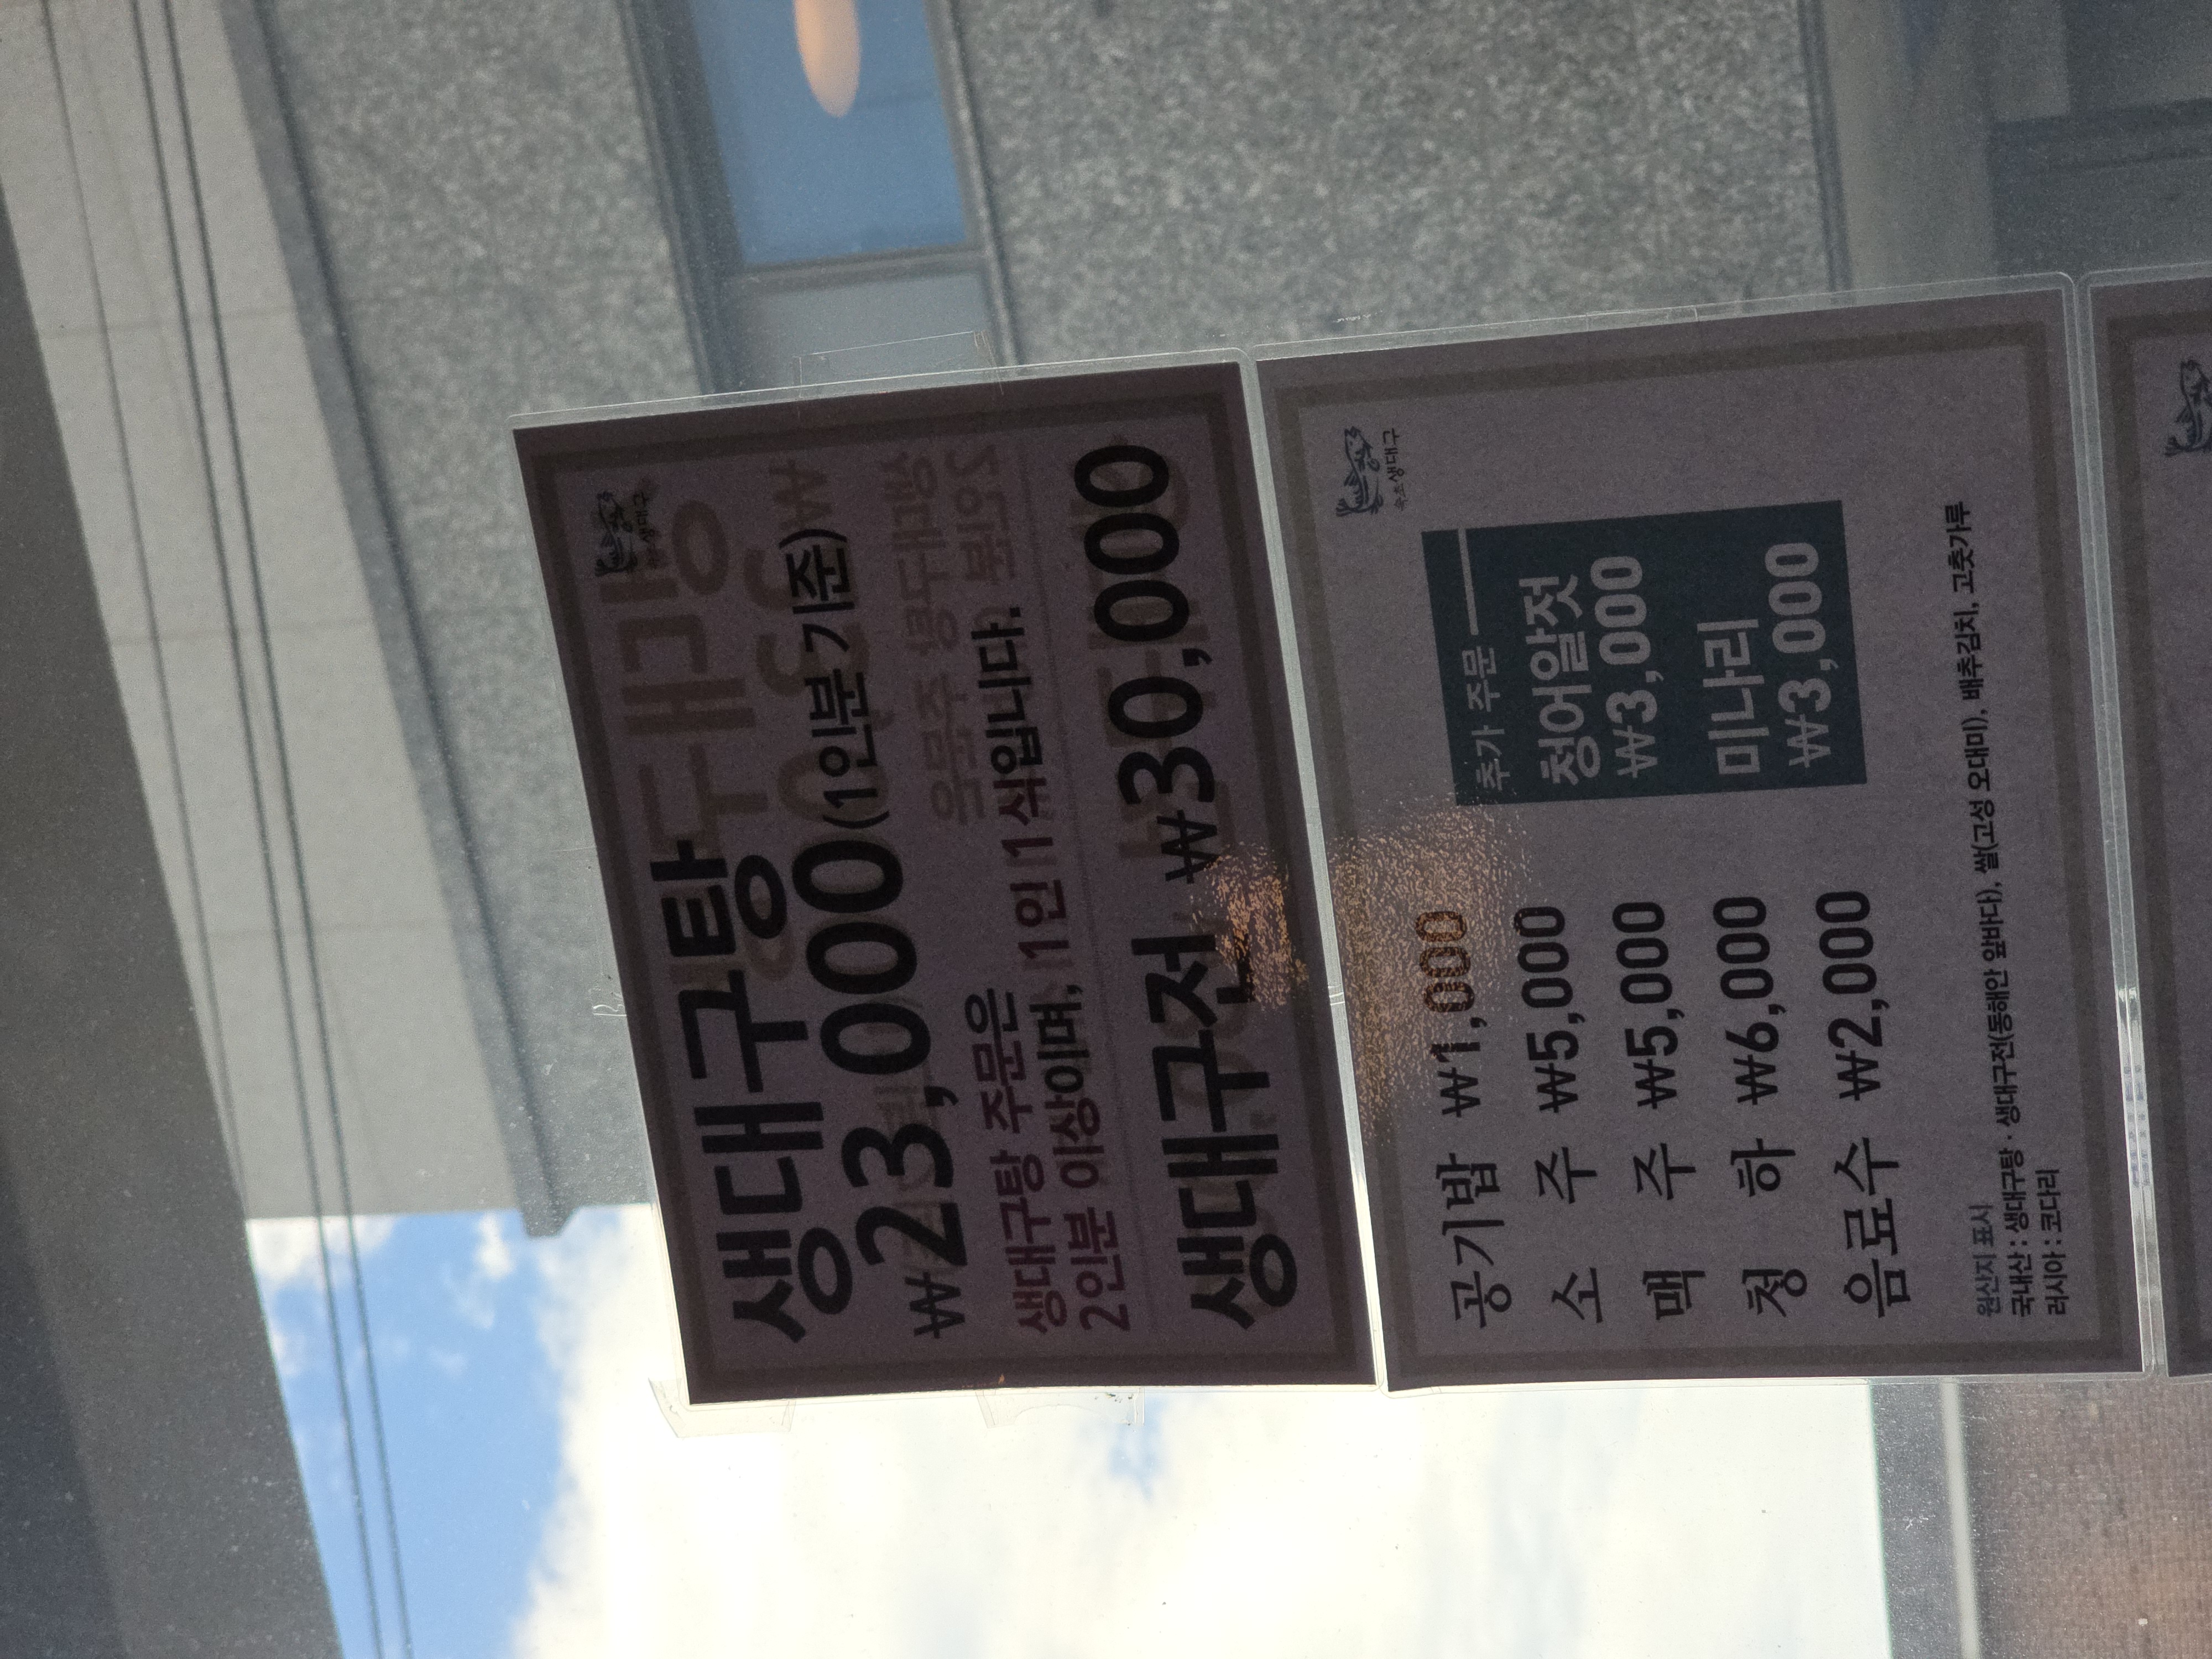 속초생대구
생대구탕
₩23,000(1인분 기준)
생대구탕 주문은
2인분 이상이며, 1인 1식입니다.
생대구전 ₩30,000
속초생대구
공기밥 ₩1,000
소 주 ₩5,000
맥 주 ₩5,000
청 하 ₩6,000
음료수 ₩2,000
추가 주문
청어알젓
₩3,000
미나리
₩3,000
원산지 표시
국내산 : 생대구탕 · 생대구전(동해안 앞바다), 쌀(고성 오대미), 배추김치, 고춧가루
러시아 : 코다리